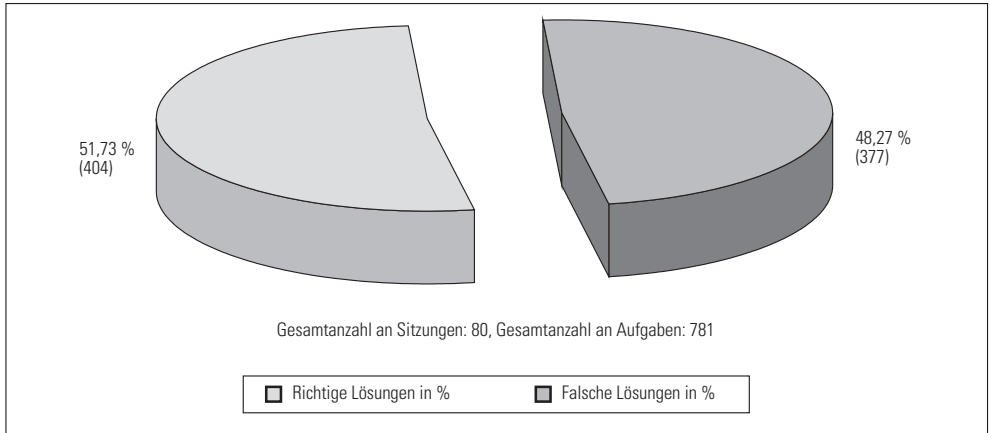 51,73 %
(404)
48,27 %
(377)
Gesamtanzahl an Sitzungen: 80, Gesamtanzahl an Aufgaben: 781
Richtige Lösungen in %
Falsche Lösungen in %